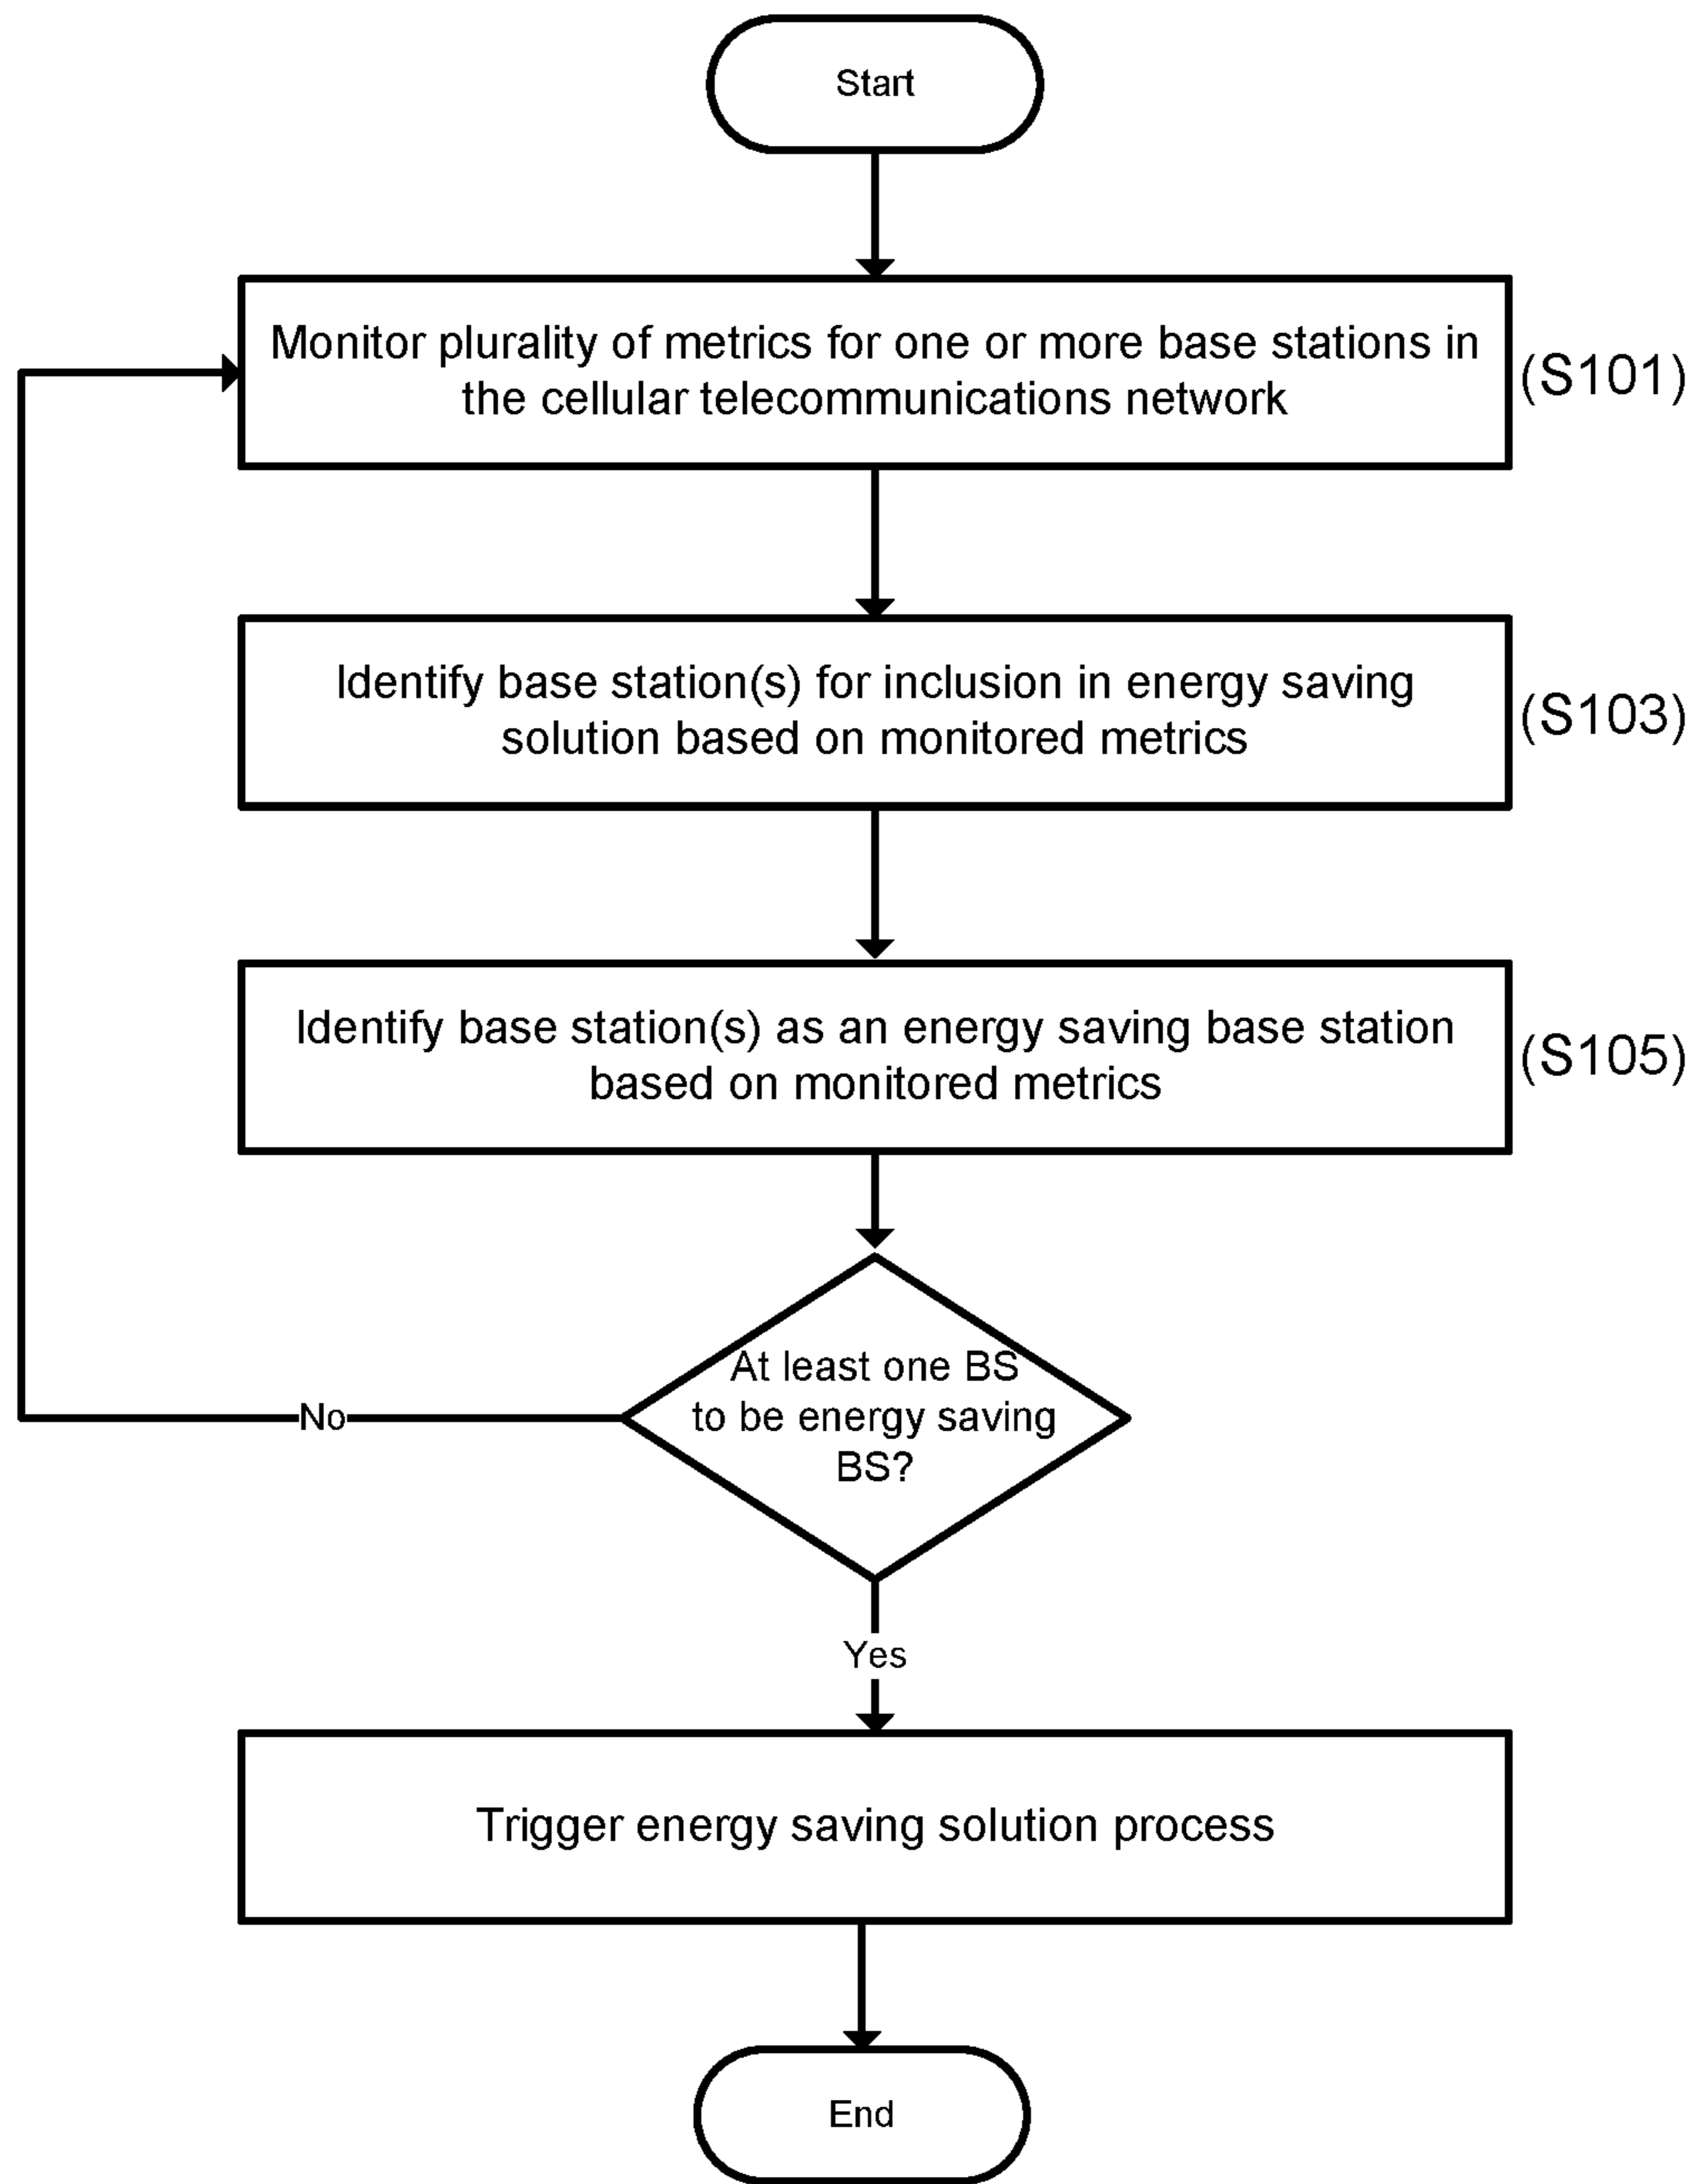 Start
Monitor plurality of metrics for one or more base stations in
the cellular telecommunications network
(S101)
Identify base station(s) for inclusion in energy saving
solution based on monitored metrics
(S103)
Identify base station(s) as an energy saving base station
based on monitored metrics
(S105)
At least one BS
to be energy saving
BS?
No
Yes
Trigger energy saving solution process
End